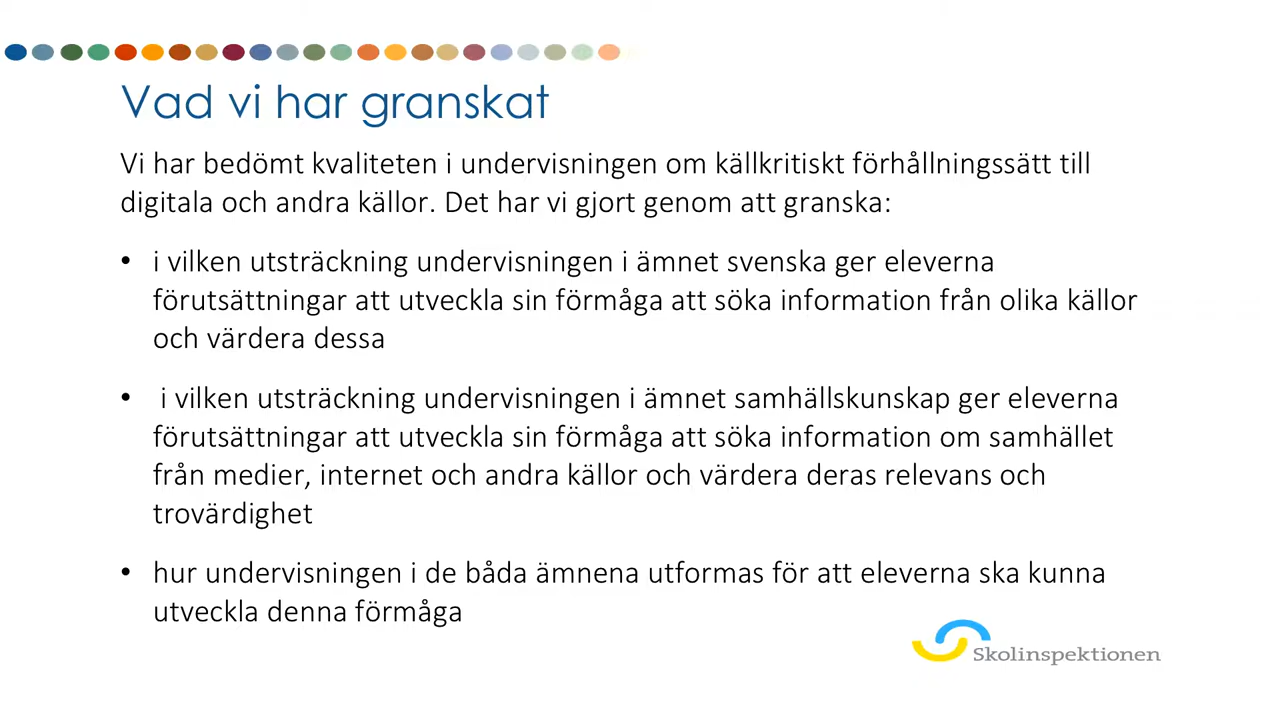 Vad vi har granskat
Vi har bedömt kvaliteten i undervisningen om källkritiskt förhållningssätt till
digitala och andra källor. Det har vi gjort genom att granska:
• i vilken utsträckning undervisningen i ämnet svenska ger eleverna
förutsättningar att utveckla sin förmåga att söka information från olika källor
och värdera dessa
• i vilken utsträckning undervisningen i ämnet samhällskunskap ger eleverna
förutsättningar att utveckla sin förmåga att söka information om samhället
från medier, internet och andra källor och värdera deras relevans och
trovärdighet
• hur undervisningen i de båda ämnena utformas för att eleverna ska kunna
utveckla denna förmåga
Skolinspektionen